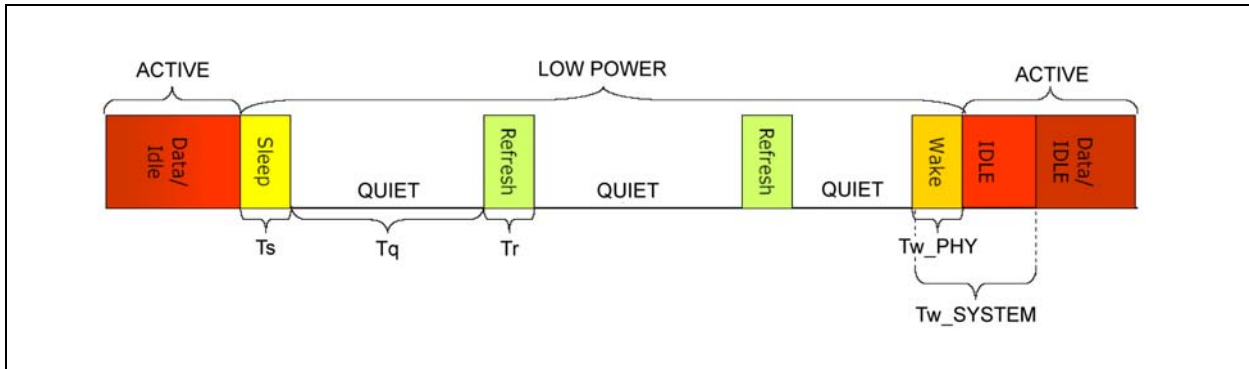 ACTIVE
LOW POWER
ACTIVE
Data/
Idle
Sleep
QUIET
Refresh
QUIET
Refresh
QUIET
Wake
IDLE
Data/
IDLE
Ts
Tq
Tr
Tw_PHY
Tw_SYSTEM